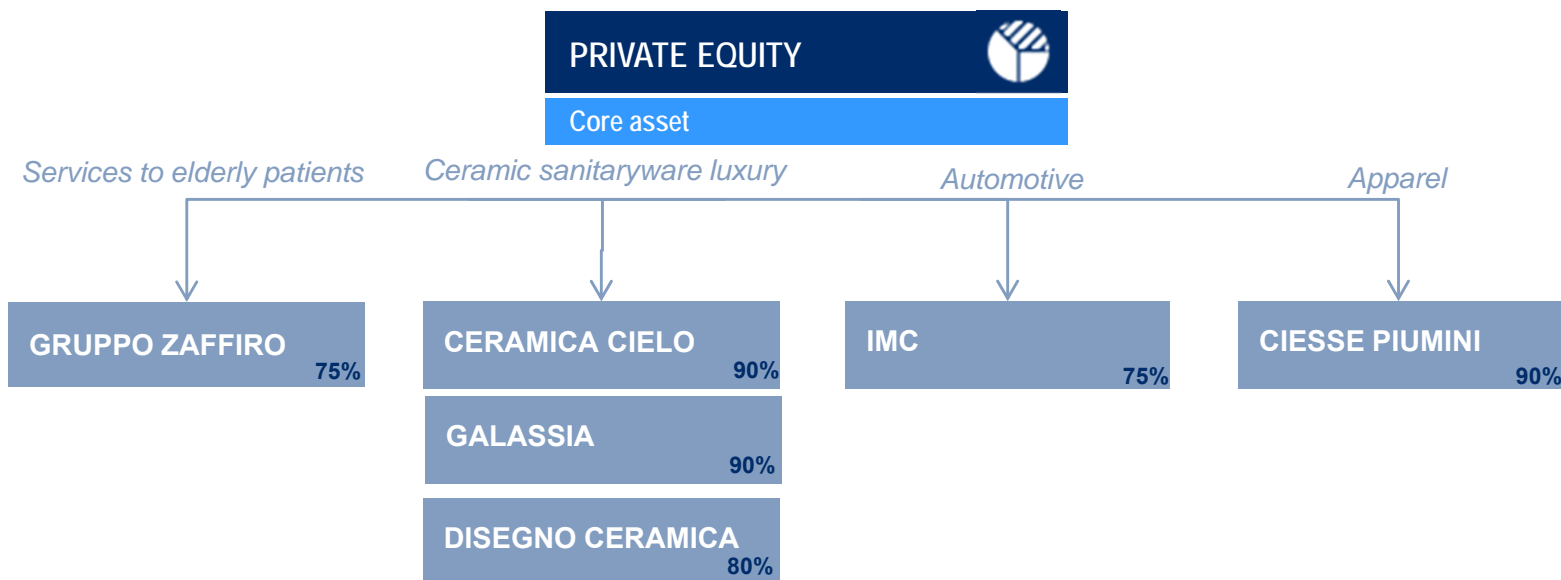 PRIVATE EQUITY
Core asset
Services to elderly patients
Ceramic sanitaryware luxury
Automotive
Apparel
GRUPPO ZAFFIRO
75%
CERAMICA CIELO
90%
IMC
75%
CIESSE PIUMINI
90%
GALASSIA
90%
DISEGNO CERAMICA
80%